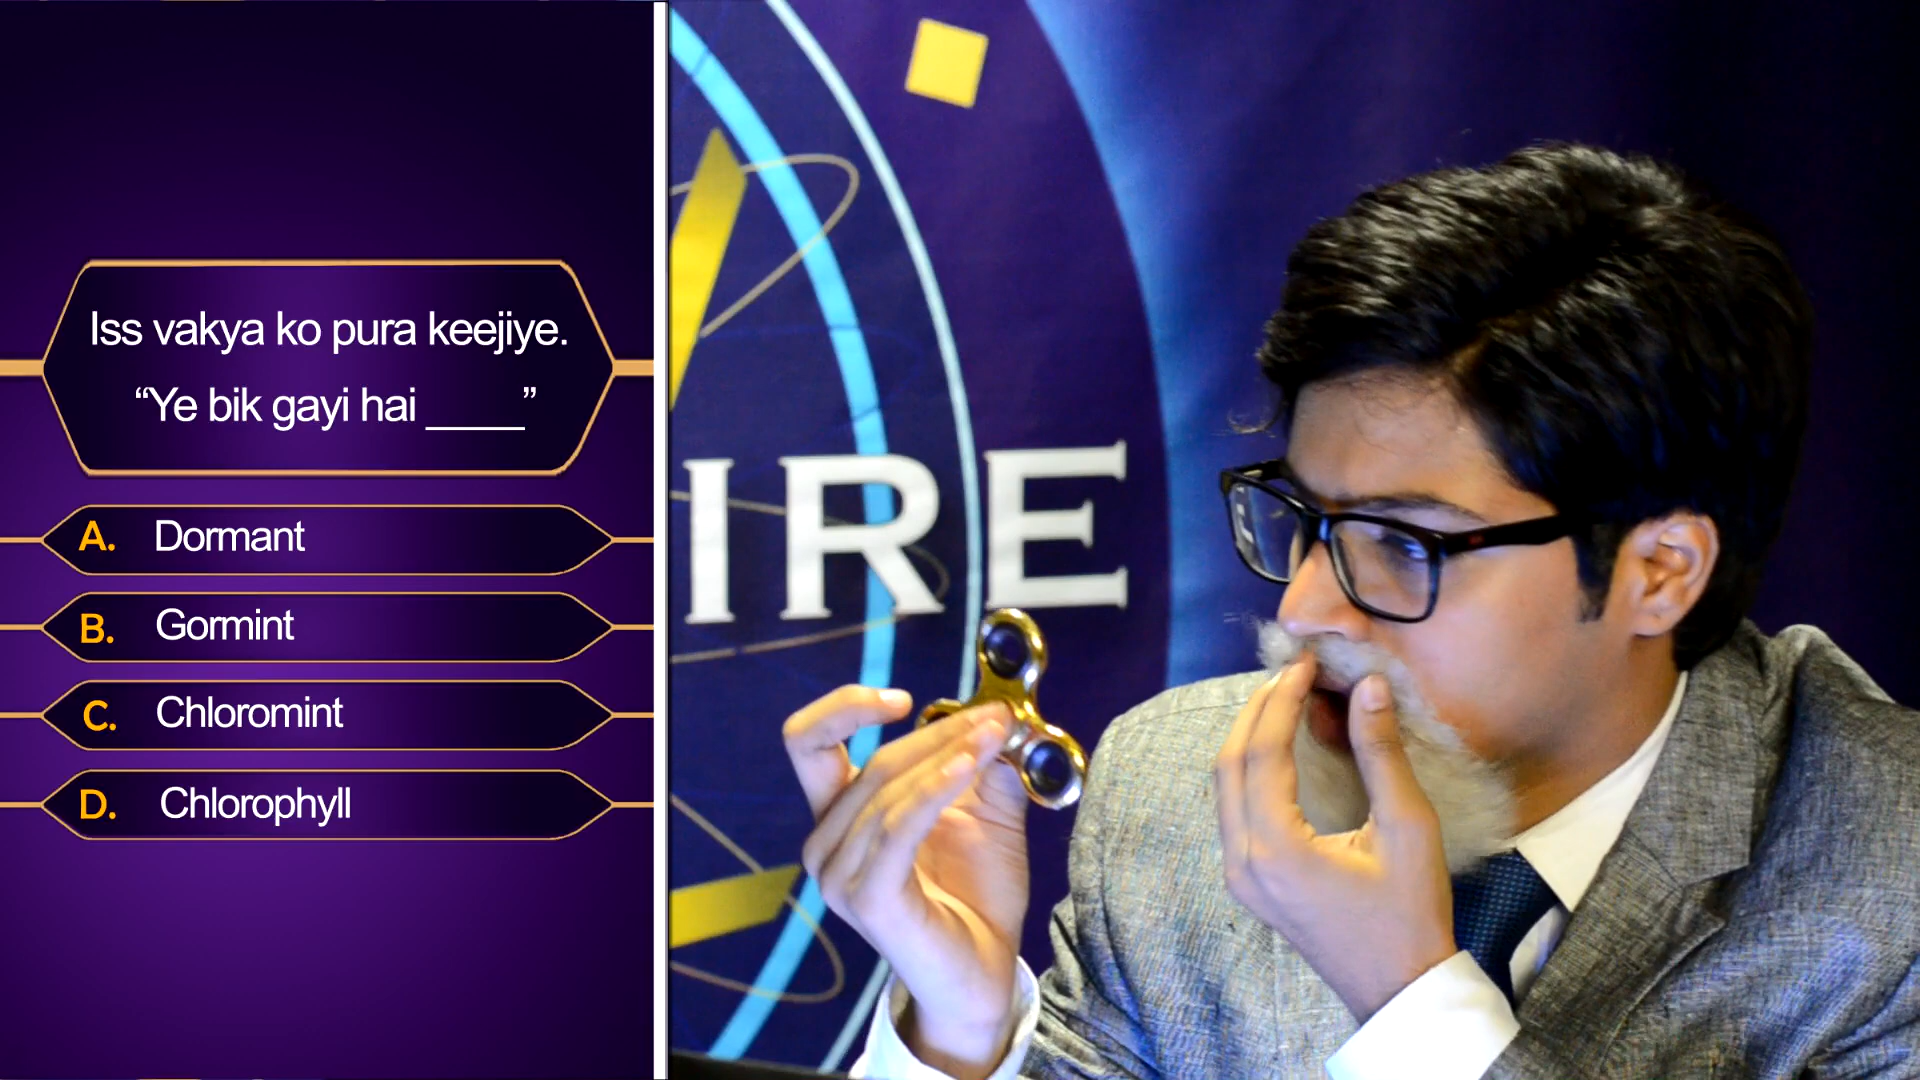 Iss vakya ko pura keejiye.
“Ye bik gayi hai ____”
A. Dormant
B. Gormint
C. Chloromint
D. Chlorophyll
IRE